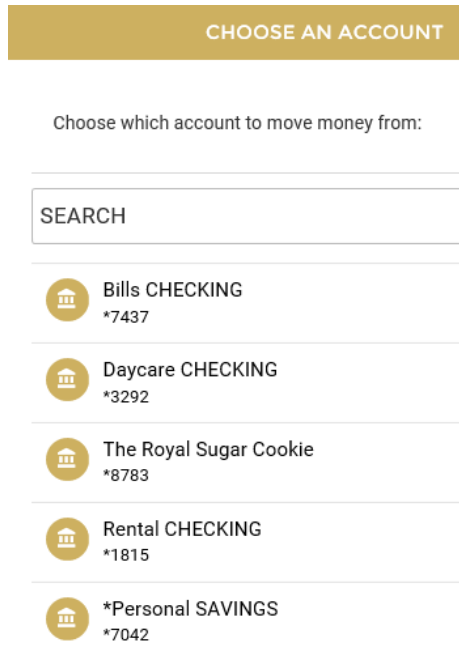 CHOOSE AN ACCOUNT
Choose which account to move money from:
SEARCH
Bills CHECKING
*7437
Daycare CHECKING
*3292
The Royal Sugar Cookie
*8783
Rental CHECKING
*1815
*Personal SAVINGS
*7042